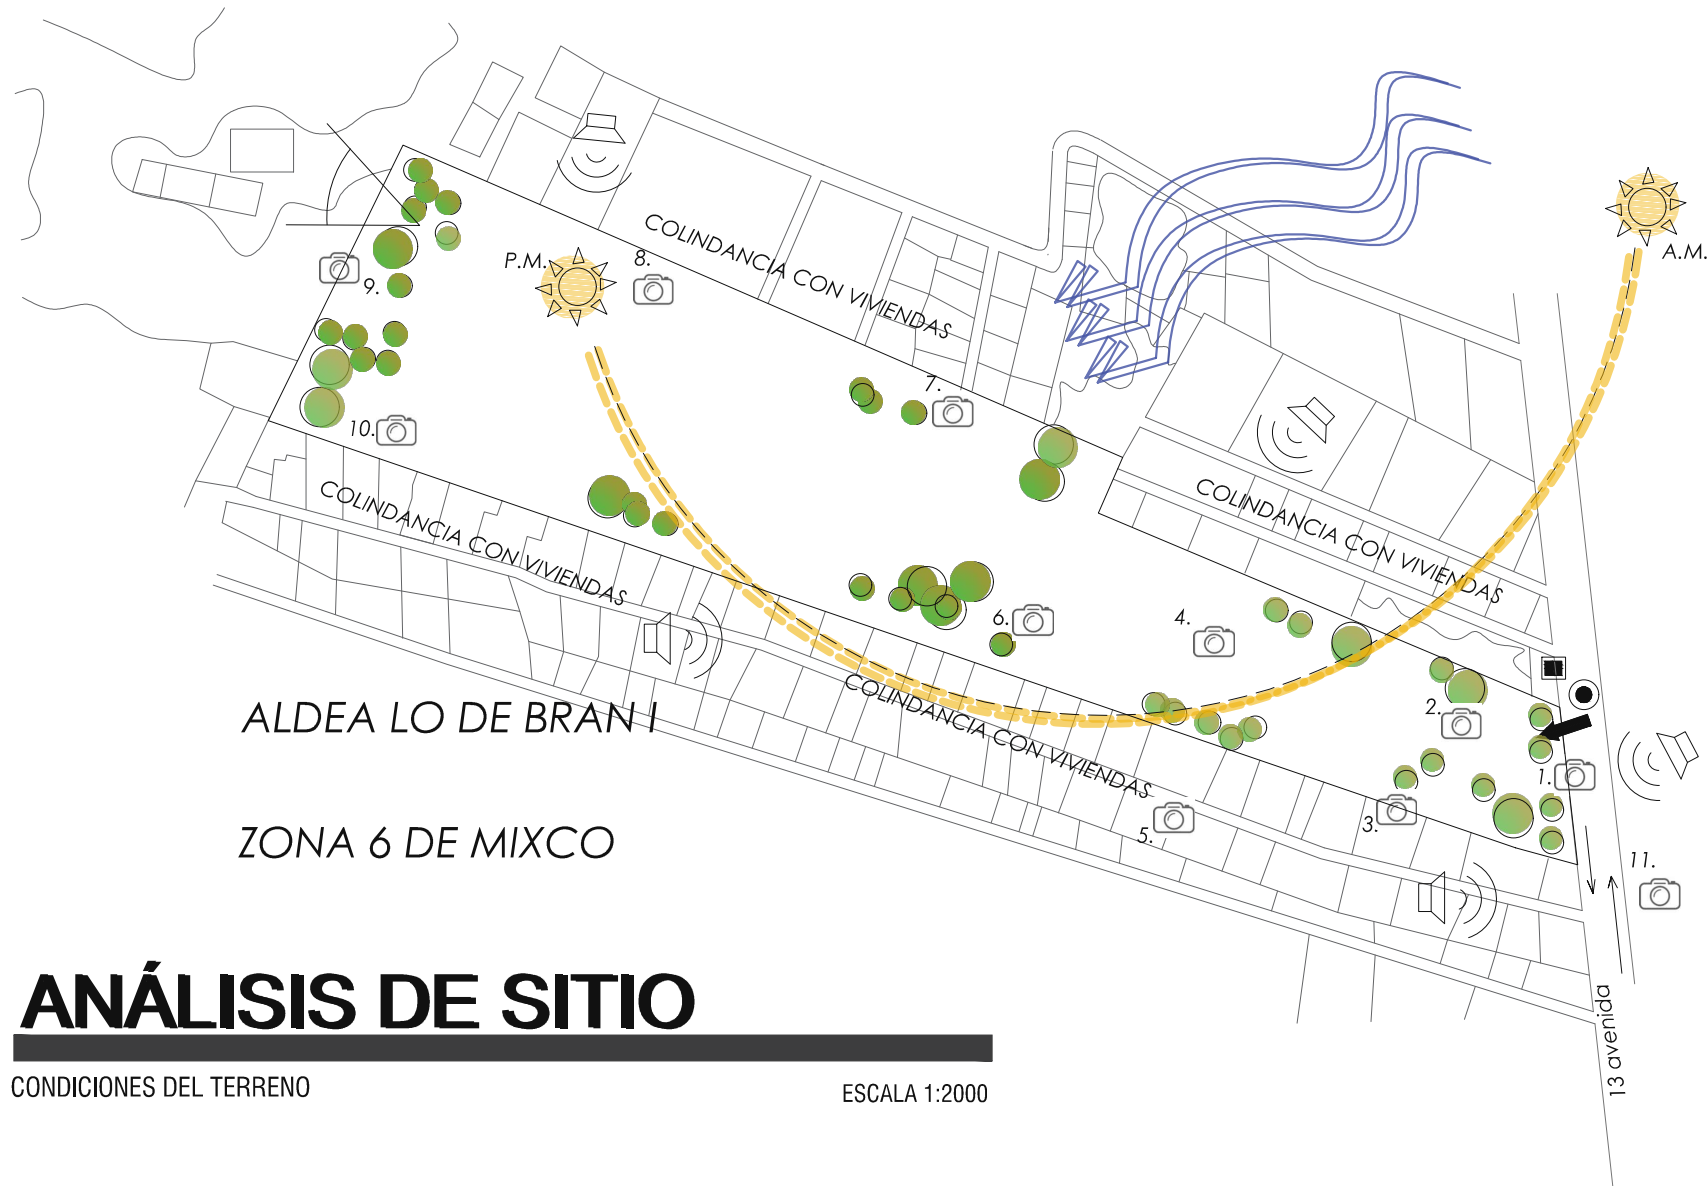 COLINDANCIA CON VIVIENDAS
P.M.
8.
A.M.
9.
7.
10.
COLINDANCIA CON VIVIENDAS
COLINDANCIA CON VIVIENDAS
6.
4.
COLINDANCIA CON VIVIENDAS
2.
1.
3.
5.
11.
ALDEA LO DE BRAN I
ZONA 6 DE MIXCO
ANÁLISIS DE SITIO
CONDICIONES DEL TERRENO
ESCALA 1:2000
13 avenida